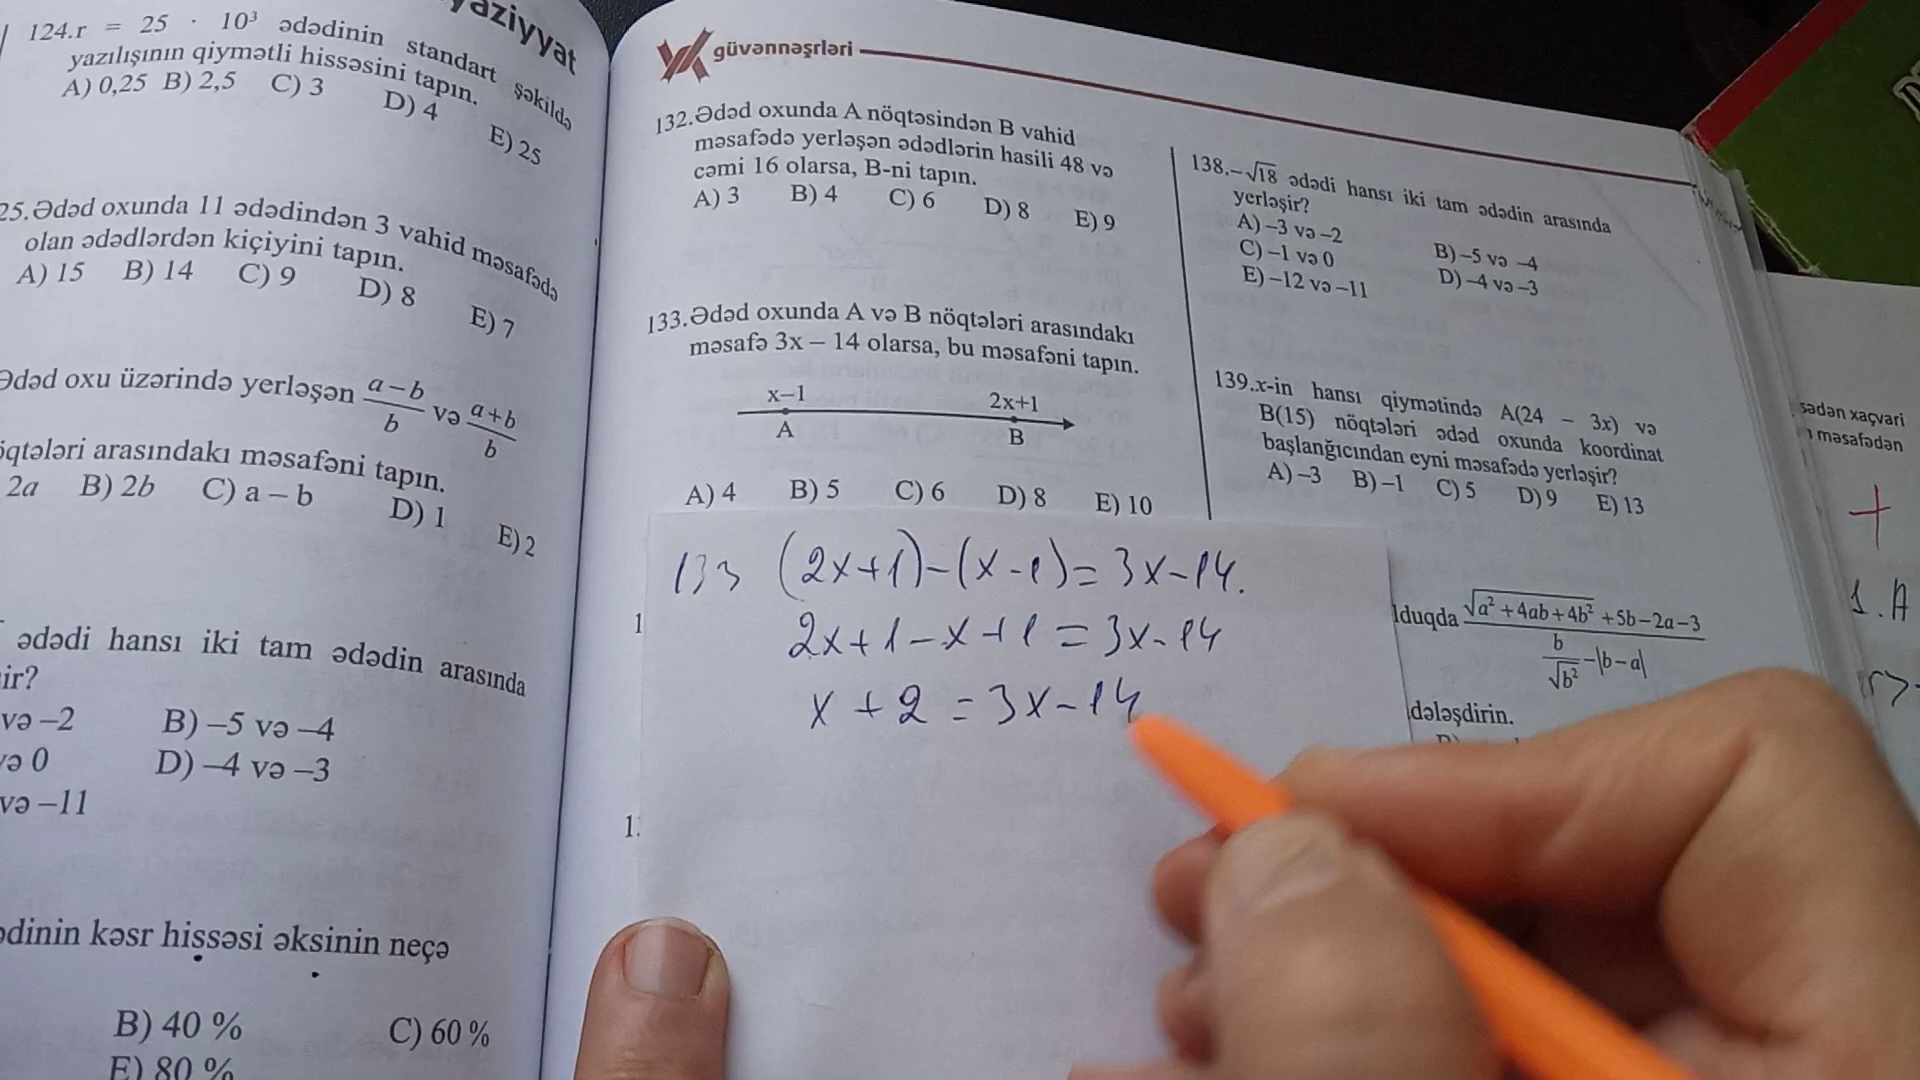 yaziyyət
124.r = 25 · 10³ ədədinin standart şəkildə
yazılışının qiymətli hissəsini tapın.
A) 0,25 B) 2,5 C) 3 D) 4 E) 25
25.Ədəd oxunda 11 ədədindən 3 vahid məsafədə
olan ədədlərdən kiçiyini tapın.
A) 15 B) 14 C) 9 D) 8 E) 7
Ədəd oxu üzərində yerləşən (a−b)/b və (a+b)/b
öqtələri arasındakı məsafəni tapın.
2a B) 2b C) a – b D) 1 E) 2
ədədi hansı iki tam ədədin arasında
ir?
və –2 B) –5 və –4
və 0 D) –4 və –3
və –11
ədinin kəsr hissəsi əksinin neçə
B) 40 % C) 60 %
E) 80 %
güvənnəşrləri
132.Ədəd oxunda A nöqtəsindən B vahid
məsafədə yerləşən ədədlərin hasili 48 və
cəmi 16 olarsa, B-ni tapın.
A) 3 B) 4 C) 6 D) 8 E) 9
133.Ədəd oxunda A və B nöqtələri arasındakı
məsafə 3x – 14 olarsa, bu məsafəni tapın.
x–1 2x+1
A B
A) 4 B) 5 C) 6 D) 8 E) 10
133 (2x+1)-(x-1)=3x-14.
2x+1-x+1=3x-14
x+2=3x-14
1
1
138.–√18 ədədi hansı iki tam ədədin arasında
yerləşir?
A) –3 və –2 B) –5 və –4
C) –1 və 0 D) –4 və –3
E) –12 və –11
139.x-in hansı qiymətində A(24 – 3x) və
B(15) nöqtələri ədəd oxunda koordinat
başlanğıcından eyni məsafədə yerləşir?
A) –3 B) –1 C) 5 D) 9 E) 13
lduqda (√(a²+4ab+4b²)+5b−2a−3)/(b/√b² −|b−a|)
dələşdirin.
sədən xaçvari
məsafədən
+
1.A